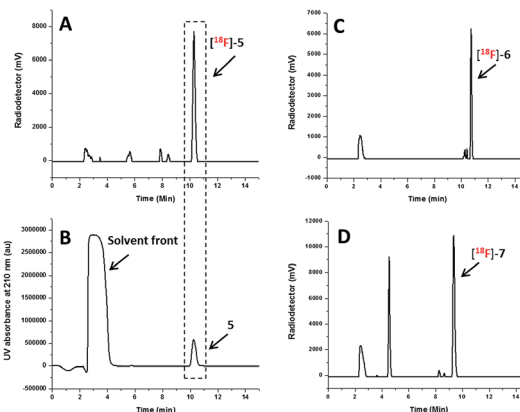 A
[¹⁸F]-5
Radiodetector (mV)
8000
6000
4000
2000
0
0 2 4 6 8 10 12 14
Time (Min)
B
Solvent front
5
UV absorbance at 210 nm (au)
3000000
2500000
2000000
1500000
1000000
500000
0
-500000
0 2 4 6 8 10 12 14
Time (min)
C
[¹⁸F]-6
Radiodetector (mV)
7000
6000
5000
4000
3000
2000
1000
0
-1000
0 2 4 6 8 10 12 14
Time (min)
D
[¹⁸F]-7
Radiodetector (mV)
12000
10000
8000
6000
4000
2000
0
0 2 4 6 8 10 12 14
Time (Min)